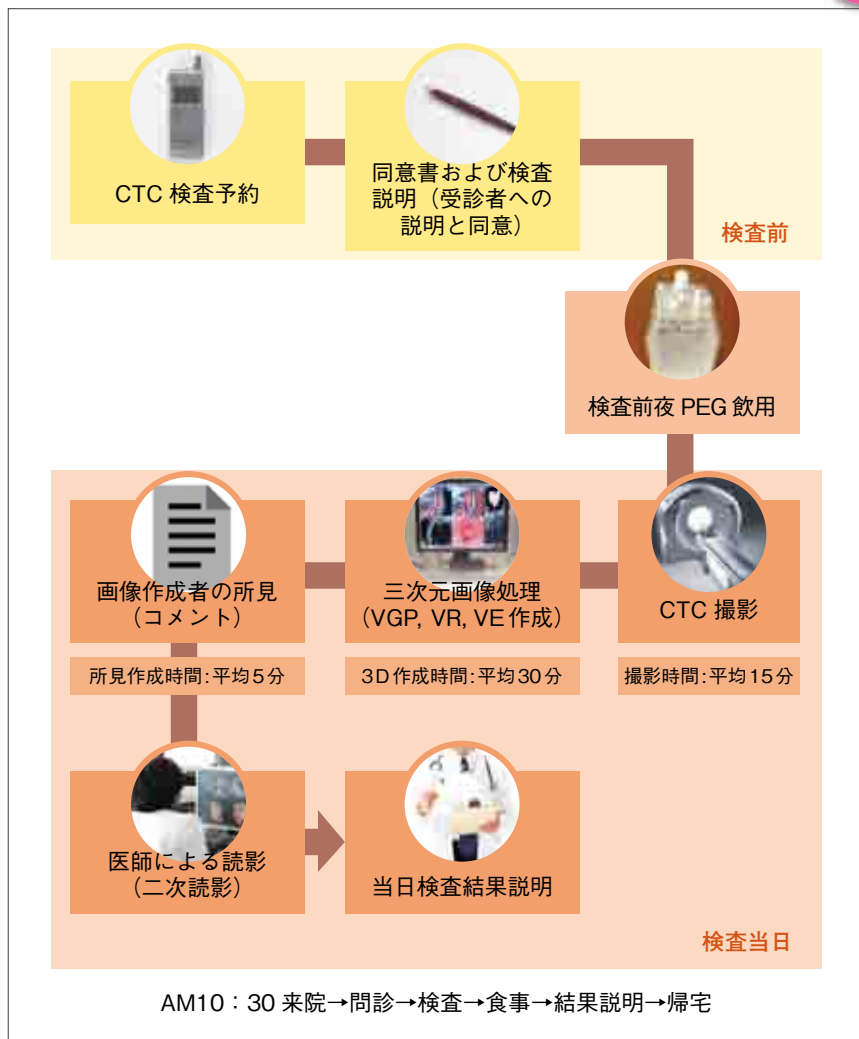 CTC 検査予約
同意書および検査
説明（受診者への
説明と同意）
検査前
検査前夜 PEG 飲用
CTC 撮影
撮影時間：平均15分
三次元画像処理
（VGP, VR, VE 作成）
3D 作成時間：平均30分
画像作成者の所見
（コメント）
所見作成時間：平均5分
医師による読影
（二次読影）
当日検査結果説明
検査当日
AM10：30 来院→問診→検査→食事→結果説明→帰宅